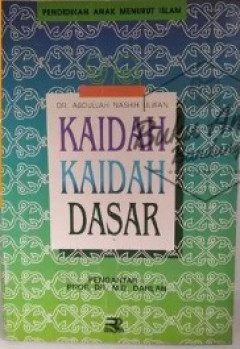 PENDIDIKAN ANAK MENURUT ISLAM
DR. ABDULLAH NASHIH ULWAN
KAIDAH
KAIDAH
DASAR
PENGANTAR
PROF. DR. M.D. DAHLAN